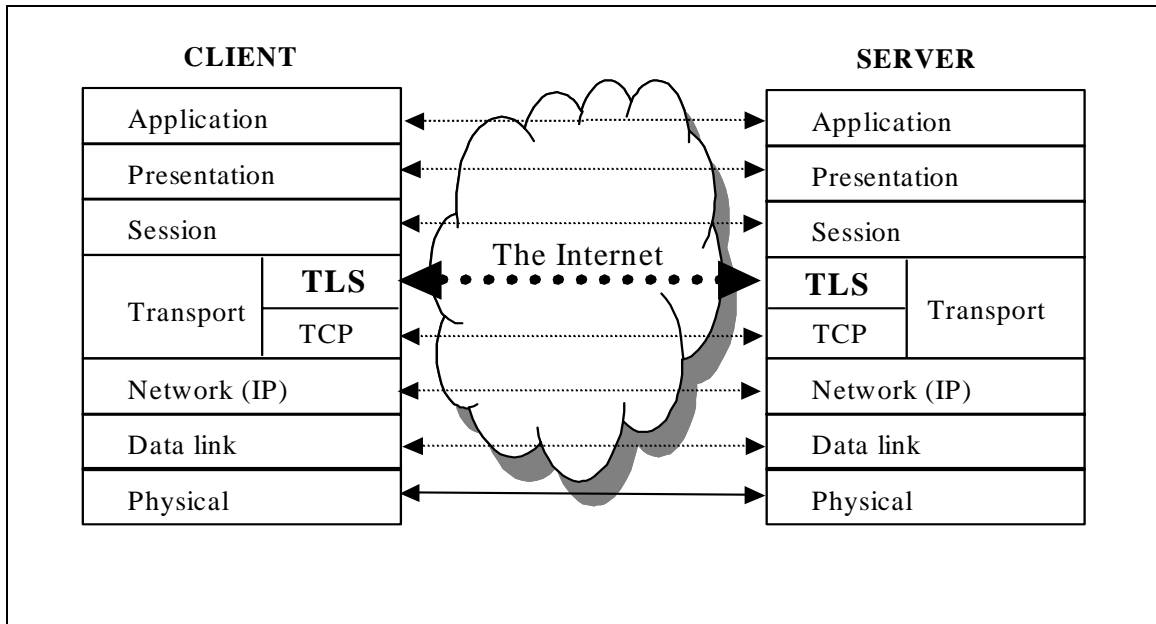 CLIENT
SERVER
Application
Application
Presentation
Presentation
Session
Session
The Internet
Transport
TLS
TCP
TLS
TCP
Transport
Network (IP)
Network (IP)
Data link
Data link
Physical
Physical